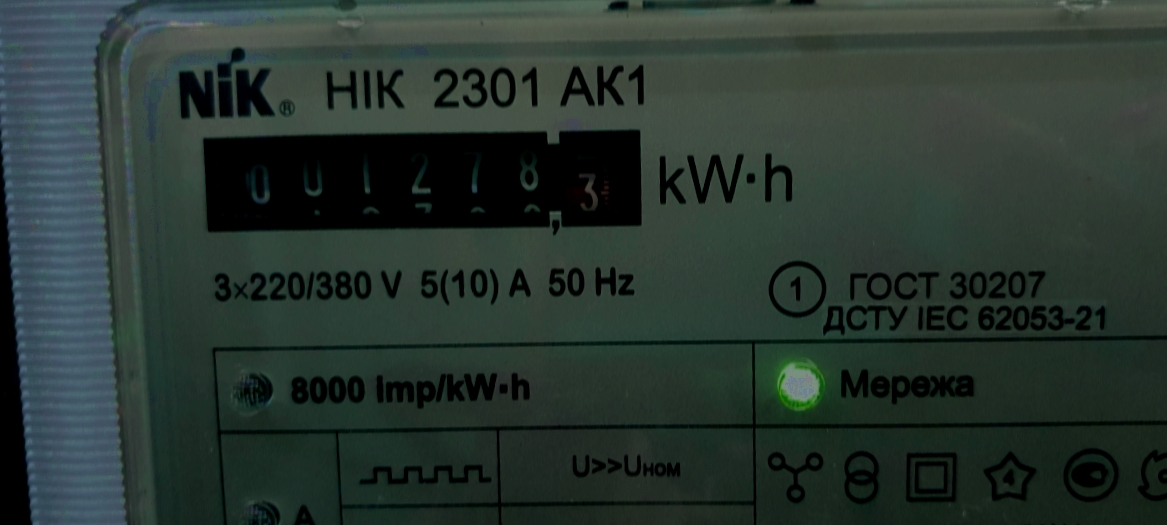 NiK® НІК 2301 АК1
001278,3 kW·h
3×220/380 V 5(10) A 50 Hz
1 ГОСТ 30207
ДСТУ IEC 62053-21
8000 Imp/kW·h
Мережа
U>>Uном
4
A